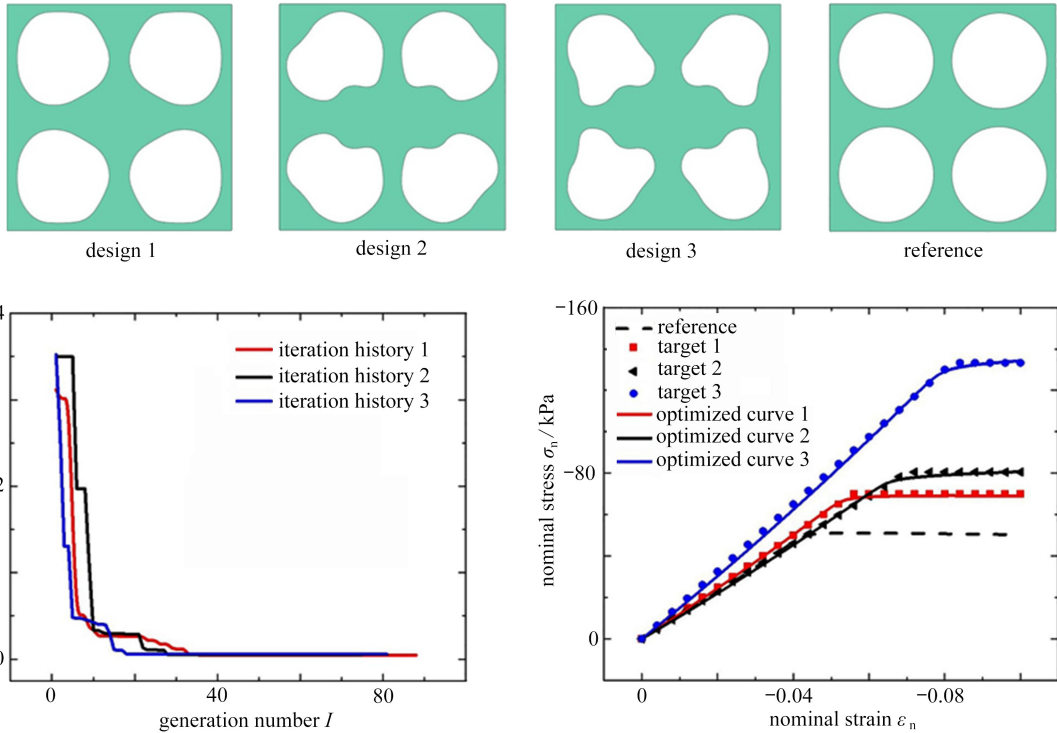 design 1
design 2
design 3
reference
4
2
0
iteration history 1
iteration history 2
iteration history 3
0
40
80
generation number I
−160
−80
0
nominal stress σn / kPa
reference
target 1
target 2
target 3
optimized curve 1
optimized curve 2
optimized curve 3
0
−0.04
−0.08
nominal strain εn